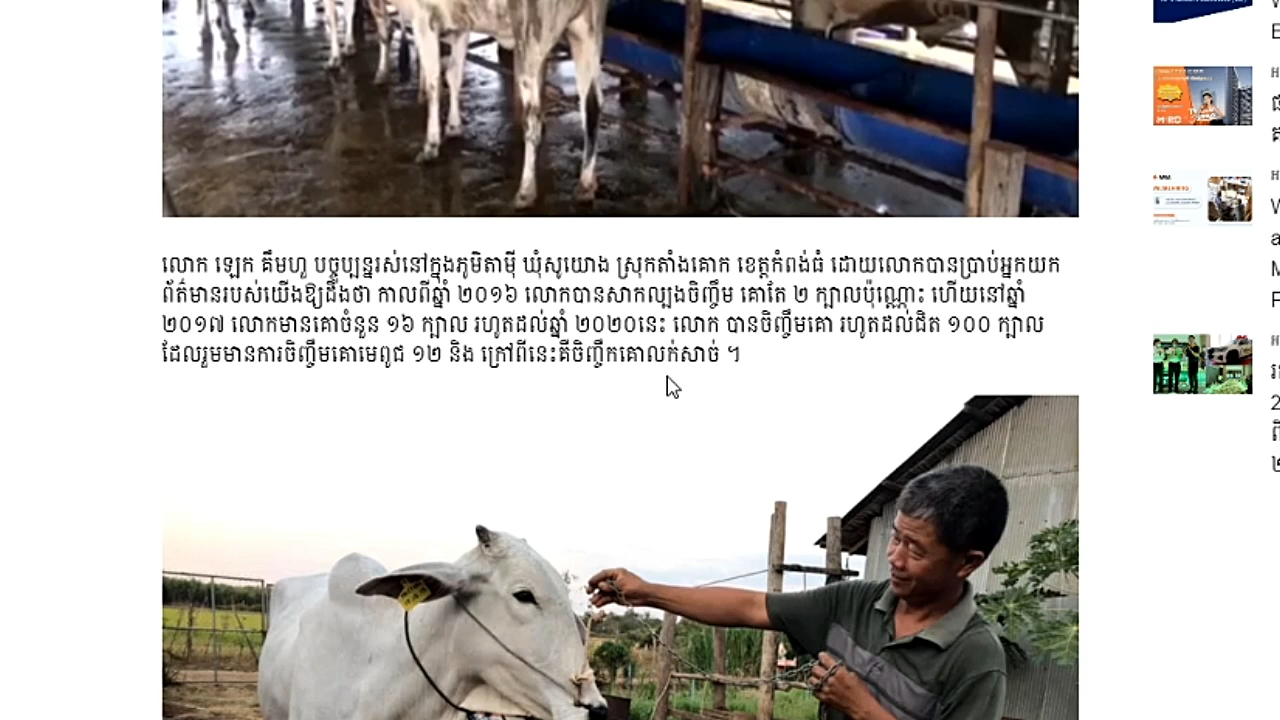 លោក ឡេក គឹមហូ បច្ចុប្បន្នរស់នៅក្នុងភូមិតាម៉ី ឃុំសូយោង ស្រុកតាំងគោក ខេត្តកំពង់ធំ ដោយលោកបានប្រាប់អ្នកយក
ព័ត៌មានរបស់យើងឱ្យដឹងថា កាលពីឆ្នាំ ២០១៦ លោកបានសាកល្បងចិញ្ចឹម គោតែ ២ ក្បាលប៉ុណ្ណោះ ហើយនៅឆ្នាំ
២០១៧ លោកមានគោចំនួន ១៦ ក្បាល រហូតដល់ឆ្នាំ ២០២០នេះ លោក បានចិញ្ចឹមគោ រហូតដល់ជិត ១០០ ក្បាល
ដែលរួមមានការចិញ្ចឹមគោមេពូជ ១២ និង ក្រៅពីនេះគឺចិញ្ចឹកគោលក់សាច់ ។